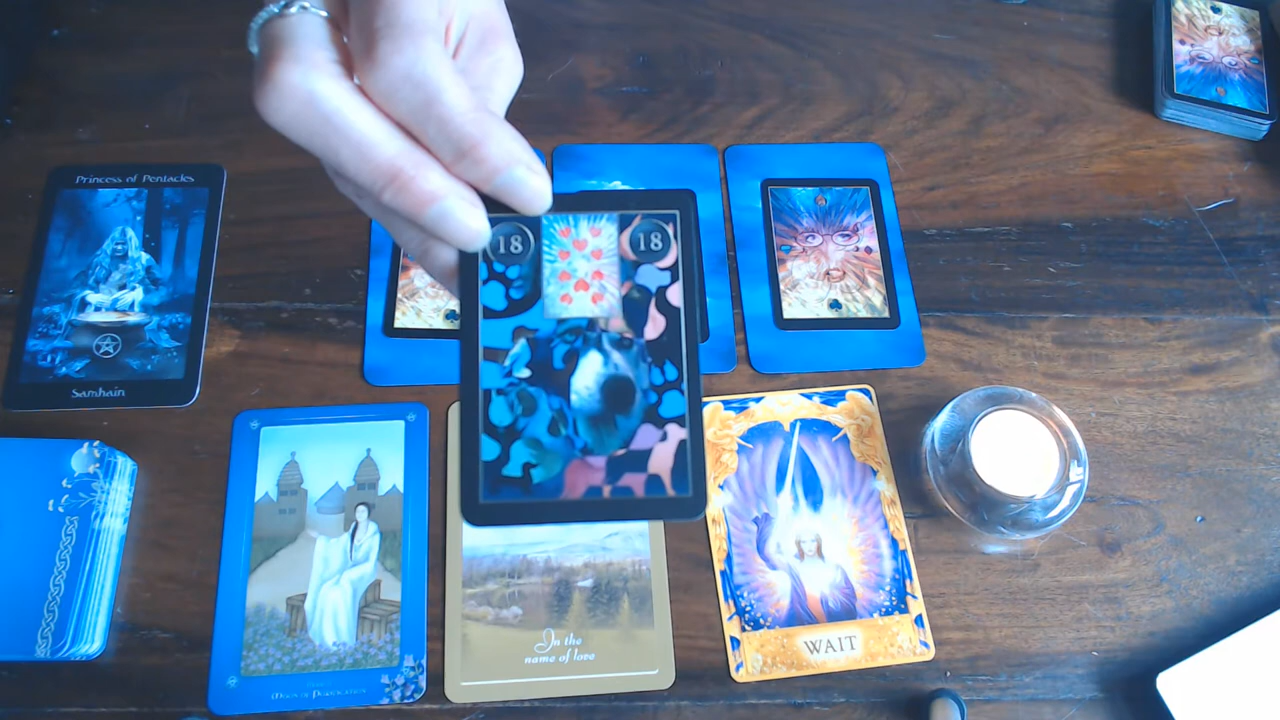 Princess of Pentacles
Samhain
18
18
In the
name of love
WAIT